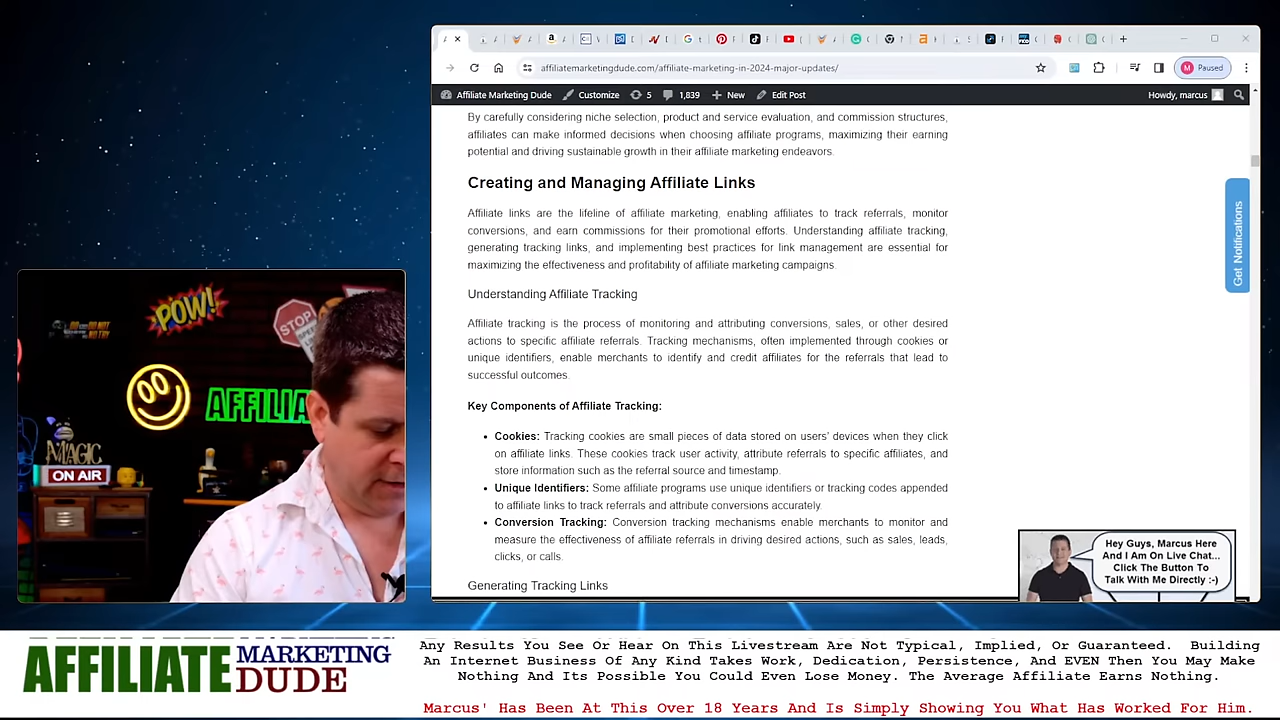 affiliatemarketingdude.com/affiliate-marketing-in-2024-major-updates/
Paused
Affiliate Marketing Dude
Customize
5
1,839
New
Edit Post
Howdy, marcus
By carefully considering niche selection, product and service evaluation, and commission structures,
affiliates can make informed decisions when choosing affiliate programs, maximizing their earning
potential and driving sustainable growth in their affiliate marketing endeavors.
Creating and Managing Affiliate Links
Affiliate links are the lifeline of affiliate marketing, enabling affiliates to track referrals, monitor
conversions, and earn commissions for their promotional efforts. Understanding affiliate tracking,
generating tracking links, and implementing best practices for link management are essential for
maximizing the effectiveness and profitability of affiliate marketing campaigns.
Understanding Affiliate Tracking
Affiliate tracking is the process of monitoring and attributing conversions, sales, or other desired
actions to specific affiliate referrals. Tracking mechanisms, often implemented through cookies or
unique identifiers, enable merchants to identify and credit affiliates for the referrals that lead to
successful outcomes.
Key Components of Affiliate Tracking:
Cookies: Tracking cookies are small pieces of data stored on users' devices when they click
on affiliate links. These cookies track user activity, attribute referrals to specific affiliates, and
store information such as the referral source and timestamp.
Unique Identifiers: Some affiliate programs use unique identifiers or tracking codes appended
to affiliate links to track referrals and attribute conversions accurately.
Conversion Tracking: Conversion tracking mechanisms enable merchants to monitor and
measure the effectiveness of affiliate referrals in driving desired actions, such as sales, leads,
clicks, or calls.
Generating Tracking Links
Get Notifications
Hey Guys, Marcus Here
And I Am On Live Chat...
Click The Button To
Talk With Me Directly :-)
POW!
STOP
AFFILIA
MAGIC
ON AIR
AFFILIATE MARKETING DUDE
Any Results You See Or Hear On This Livestream Are Not Typical, Implied, Or Guaranteed. Building
An Internet Business Of Any Kind Takes Work, Dedication, Persistence, And EVEN Then You May Make
Nothing And Its Possible You Could Even Lose Money. The Average Affiliate Earns Nothing.
Marcus' Has Been At This Over 18 Years And Is Simply Showing You What Has Worked For Him.